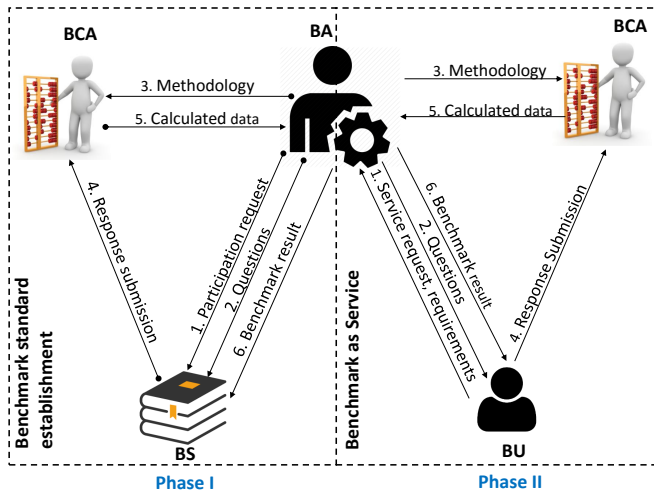 BCA
BA
BCA
3. Methodology
5. Calculated data
3. Methodology
5. Calculated data
4. Response submission
1. Participation request
2. Questions
6. Benchmark result
6. Benchmark result
2. Questions
1. Service request, requirements
4. Response Submission
Benchmark standard
establishment
Benchmark as Service
BS
BU
Phase I
Phase II